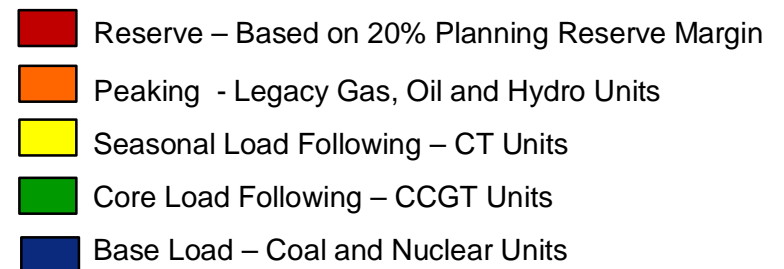 Reserve – Based on 20% Planning Reserve Margin
Peaking - Legacy Gas, Oil and Hydro Units
Seasonal Load Following – CT Units
Core Load Following – CCGT Units
Base Load – Coal and Nuclear Units